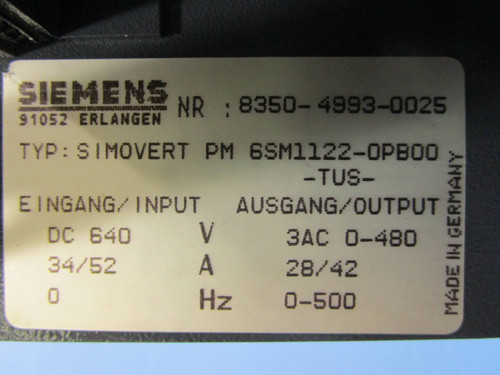 SIEMENS
91052 ERLANGEN NR : 8350-4993-0025
TYP: SIMOVERT PM 6SM1122-0PB00
-TUS-
EINGANG/INPUT AUSGANG/OUTPUT
DC 640 V 3AC 0-480
34/52 A 28/42
0 Hz 0-500
MADE IN GERMANY